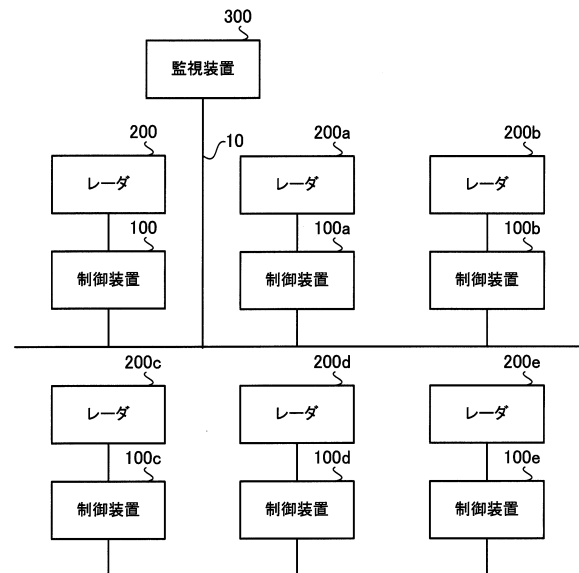 300
監視装置
10
200
レーダ
200a
レーダ
200b
レーダ
100
制御装置
100a
制御装置
100b
制御装置
200c
レーダ
200d
レーダ
200e
レーダ
100c
制御装置
100d
制御装置
100e
制御装置